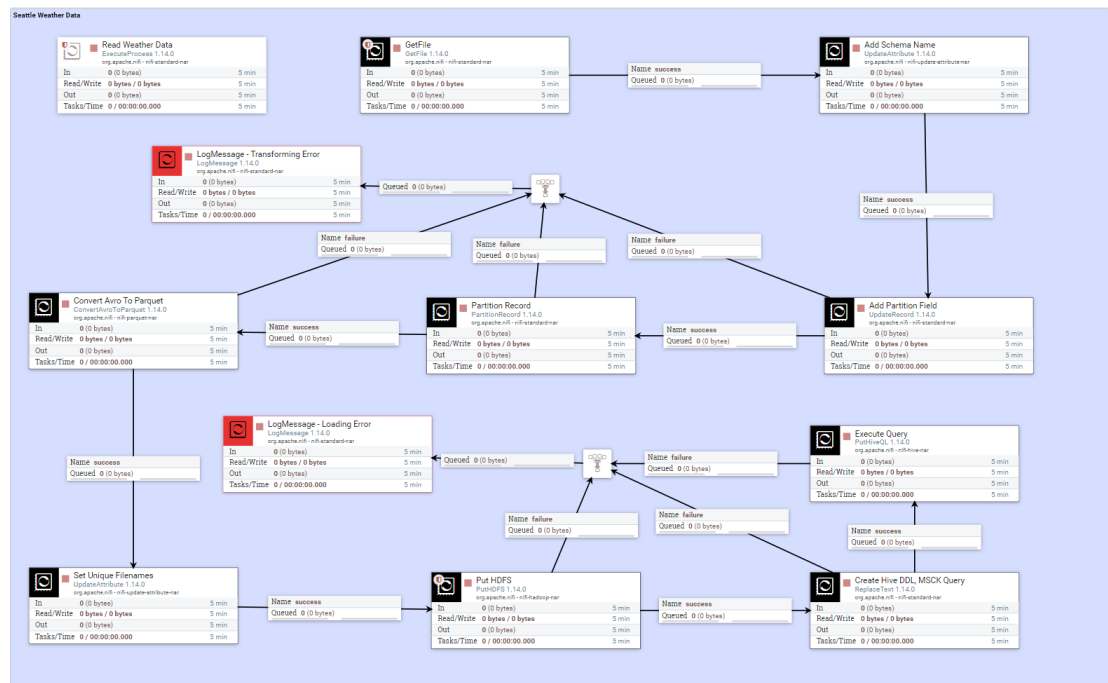 Seattle Weather Data
Read Weather Data
ExecuteProcess 1.14.0
org.apache.nifi - nifi-standard-nar
In 0 (0 bytes) 5 min
Read/Write 0 bytes / 0 bytes 5 min
Out 0 (0 bytes) 5 min
Tasks/Time 0 / 00:00:00.000 5 min
GetFile
GetFile 1.14.0
org.apache.nifi - nifi-standard-nar
In 0 (0 bytes) 5 min
Read/Write 0 bytes / 0 bytes 5 min
Out 0 (0 bytes) 5 min
Tasks/Time 0 / 00:00:00.000 5 min
Name success
Queued 0 (0 bytes)
Add Schema Name
UpdateAttribute 1.14.0
org.apache.nifi - nifi-update-attribute-nar
In 0 (0 bytes) 5 min
Read/Write 0 bytes / 0 bytes 5 min
Out 0 (0 bytes) 5 min
Tasks/Time 0 / 00:00:00.000 5 min
LogMessage - Transforming Error
LogMessage 1.14.0
org.apache.nifi - nifi-standard-nar
In 0 (0 bytes) 5 min
Read/Write 0 bytes / 0 bytes 5 min
Out 0 (0 bytes) 5 min
Tasks/Time 0 / 00:00:00.000 5 min
Queued 0 (0 bytes)
Name success
Queued 0 (0 bytes)
Name failure
Queued 0 (0 bytes)
Name failure
Queued 0 (0 bytes)
Name failure
Queued 0 (0 bytes)
Convert Avro To Parquet
ConvertAvroToParquet 1.14.0
org.apache.nifi - nifi-parquet-nar
In 0 (0 bytes) 5 min
Read/Write 0 bytes / 0 bytes 5 min
Out 0 (0 bytes) 5 min
Tasks/Time 0 / 00:00:00.000 5 min
Name success
Queued 0 (0 bytes)
Partition Record
PartitionRecord 1.14.0
org.apache.nifi - nifi-standard-nar
In 0 (0 bytes) 5 min
Read/Write 0 bytes / 0 bytes 5 min
Out 0 (0 bytes) 5 min
Tasks/Time 0 / 00:00:00.000 5 min
Name success
Queued 0 (0 bytes)
Add Partition Field
UpdateRecord 1.14.0
org.apache.nifi - nifi-standard-nar
In 0 (0 bytes) 5 min
Read/Write 0 bytes / 0 bytes 5 min
Out 0 (0 bytes) 5 min
Tasks/Time 0 / 00:00:00.000 5 min
LogMessage - Loading Error
LogMessage 1.14.0
org.apache.nifi - nifi-standard-nar
In 0 (0 bytes) 5 min
Read/Write 0 bytes / 0 bytes 5 min
Out 0 (0 bytes) 5 min
Tasks/Time 0 / 00:00:00.000 5 min
Queued 0 (0 bytes)
Name failure
Queued 0 (0 bytes)
Execute Query
PutHiveQL 1.14.0
org.apache.nifi - nifi-hive-nar
In 0 (0 bytes) 5 min
Read/Write 0 bytes / 0 bytes 5 min
Out 0 (0 bytes) 5 min
Tasks/Time 0 / 00:00:00.000 5 min
Name success
Queued 0 (0 bytes)
Name failure
Queued 0 (0 bytes)
Name failure
Queued 0 (0 bytes)
Name success
Queued 0 (0 bytes)
Set Unique Filenames
UpdateAttribute 1.14.0
org.apache.nifi - nifi-update-attribute-nar
In 0 (0 bytes) 5 min
Read/Write 0 bytes / 0 bytes 5 min
Out 0 (0 bytes) 5 min
Tasks/Time 0 / 00:00:00.000 5 min
Name success
Queued 0 (0 bytes)
Put HDFS
PutHDFS 1.14.0
org.apache.nifi - nifi-hadoop-nar
In 0 (0 bytes) 5 min
Read/Write 0 bytes / 0 bytes 5 min
Out 0 (0 bytes) 5 min
Tasks/Time 0 / 00:00:00.000 5 min
Name success
Queued 0 (0 bytes)
Create Hive DDL, MSCK Query
ReplaceText 1.14.0
org.apache.nifi - nifi-standard-nar
In 0 (0 bytes) 5 min
Read/Write 0 bytes / 0 bytes 5 min
Out 0 (0 bytes) 5 min
Tasks/Time 0 / 00:00:00.000 5 min